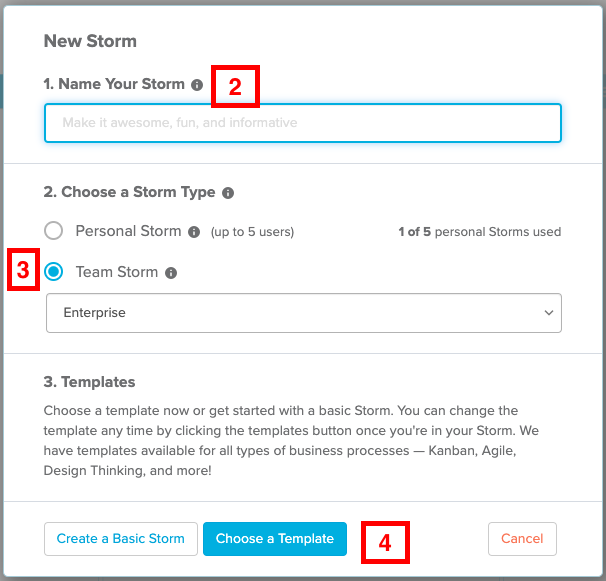 New Storm
1. Name Your Storm i 2
Make it awesome, fun, and informative
2. Choose a Storm Type i
Personal Storm i (up to 5 users) 1 of 5 personal Storms used
3 Team Storm i
Enterprise
3. Templates
Choose a template now or get started with a basic Storm. You can change the
template any time by clicking the templates button once you're in your Storm. We
have templates available for all types of business processes — Kanban, Agile,
Design Thinking, and more!
Create a Basic Storm Choose a Template 4 Cancel